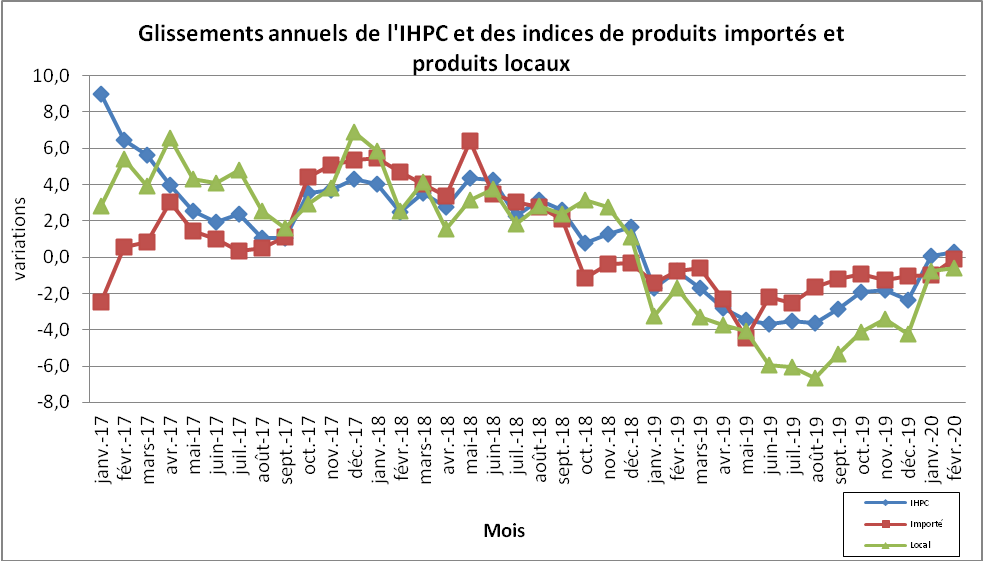 Glissements annuels de l'IHPC et des indices de produits importés et
produits locaux
variations
10,0
8,0
6,0
4,0
2,0
0,0
-2,0
-4,0
-6,0
-8,0
janv.-17
févr.-17
mars-17
avr.-17
mai-17
juin-17
juil.-17
août-17
sept.-17
oct.-17
nov.-17
déc.-17
janv.-18
févr.-18
mars-18
avr.-18
mai-18
juin-18
juil.-18
août-18
sept.-18
oct.-18
nov.-18
déc.-18
janv.-19
févr.-19
mars-19
avr.-19
mai-19
juin-19
juil.-19
août-19
sept.-19
oct.-19
nov.-19
déc.-19
janv.-20
févr.-20
Mois
IHPC
Importé
Local